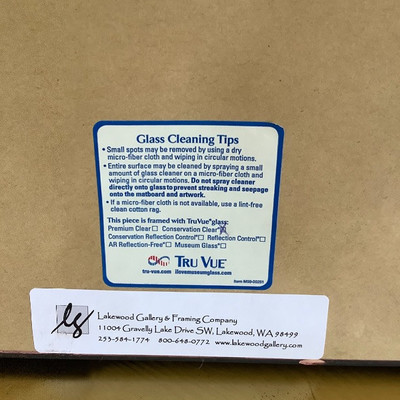 Glass Cleaning Tips
• Small spots may be removed by using a dry
micro-fiber cloth and wiping in circular motions.
• Entire surface may be cleaned by spraying a small
amount of glass cleaner on a micro-fiber cloth and
wiping in circular motions. Do not spray cleaner
directly onto glass to prevent streaking and seepage
onto the matboard and artwork.
• If a micro-fiber cloth is not available, use a lint-free
clean cotton rag.
This piece is framed with Tru Vue® glass:
Premium Clear □ Conservation Clear® ☒
Conservation Reflection Control® □ Reflection Control® □
AR Reflection-Free® □ Museum Glass® □
TRU VUE®
tru-vue.com ilovemuseumglass.com
lg
Lakewood Gallery & Framing Company
11004 Gravelly Lake Drive SW, Lakewood, WA 98499
253-584-1774 800-648-0772 www.lakewoodgallery.com